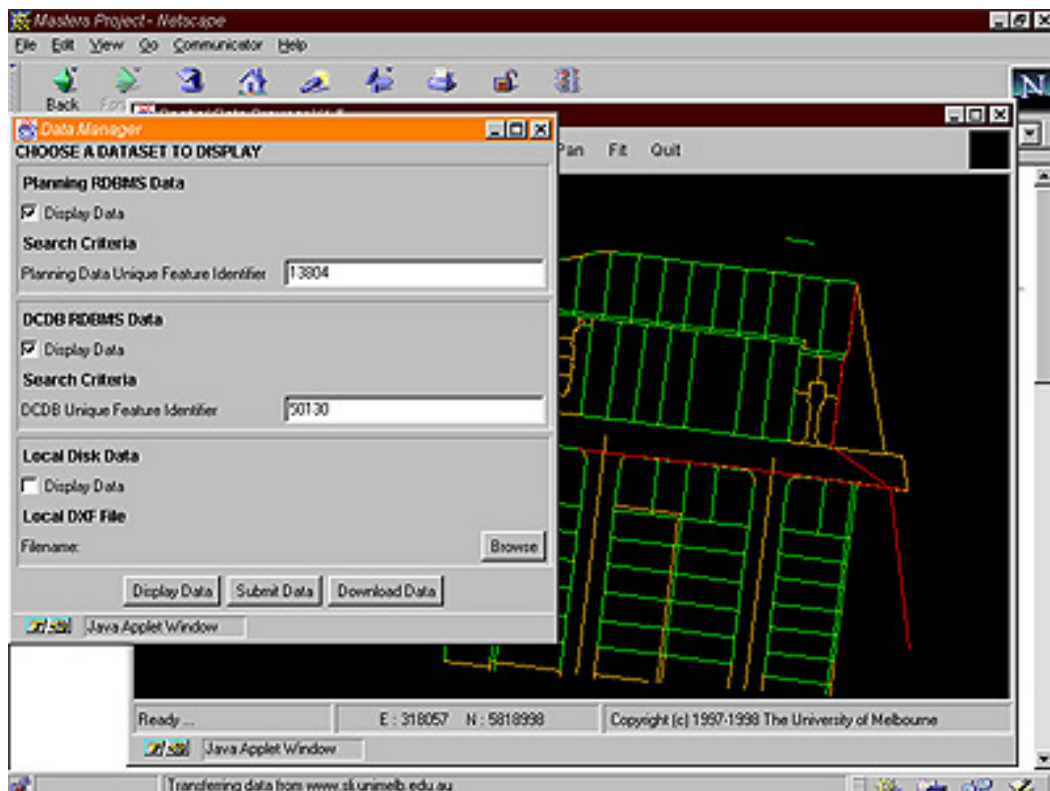 Masters Project - Netscape
File Edit View Go Communicator Help
Back
Data Manager
CHOOSE A DATASET TO DISPLAY
Pan Fit Quit
Planning RDBMS Data
Display Data
Search Criteria
Planning Data Unique Feature Identifier 13804
DCDB RDBMS Data
Display Data
Search Criteria
DCDB Unique Feature Identifier 50130
Local Disk Data
Display Data
Local DXF File
Filename: Browse
Display Data Submit Data Download Data
Java Applet Window
Ready ... E : 318057 N : 5818998 Copyright (c) 1997-1998 The University of Melbourne
Java Applet Window
Transferring data from www.sli.unimelb.edu.au